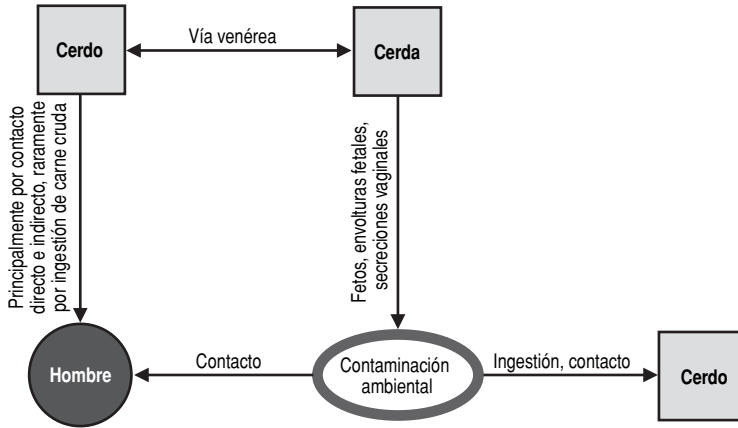 Cerdo
Vía venérea
Cerda
Principalmente por contacto
directo e indirecto, raramente
por ingestión de carne cruda
Fetos, envolturas fetales,
secreciones vaginales
Hombre
Contacto
Contaminación
ambiental
Ingestión, contacto
Cerdo